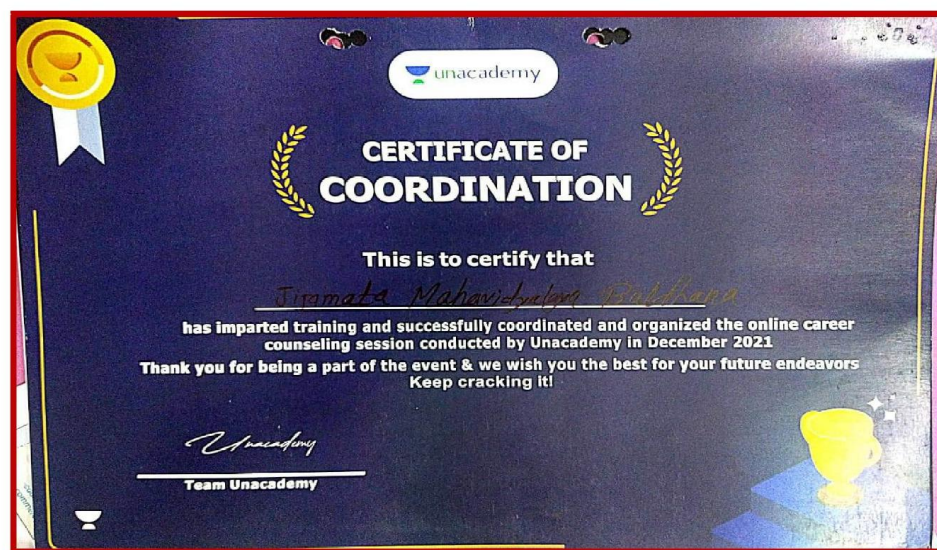 unacademy
CERTIFICATE OF
COORDINATION
This is to certify that
Jijamata Mahavidyalaya Buldhana
has imparted training and successfully coordinated and organized the online career
counseling session conducted by Unacademy in December 2021
Thank you for being a part of the event & we wish you the best for your future endeavors
Keep cracking it!
Unacademy
Team Unacademy